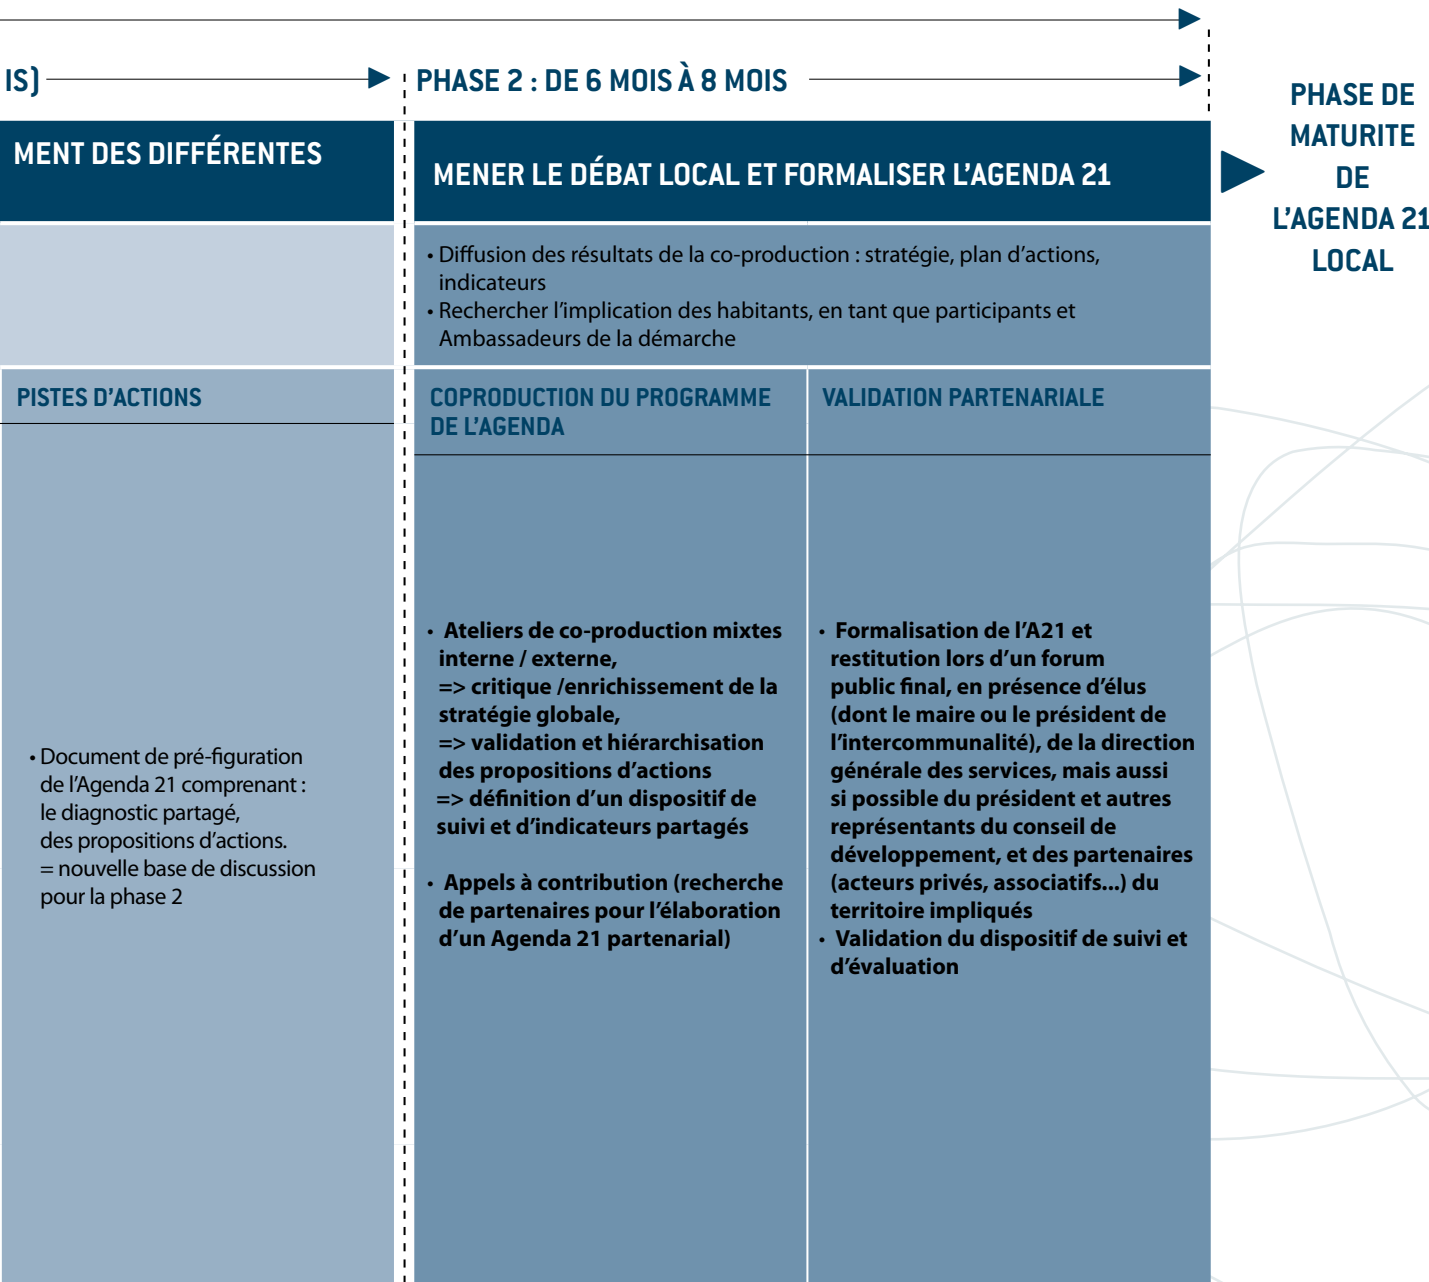 IS)
PHASE 2 : DE 6 MOIS À 8 MOIS
PHASE DE
MATURITE
DE
L’AGENDA 21
LOCAL
MENT DES DIFFÉRENTES
MENER LE DÉBAT LOCAL ET FORMALISER L’AGENDA 21
• Diffusion des résultats de la co-production : stratégie, plan d’actions,
indicateurs
• Rechercher l’implication des habitants, en tant que participants et
Ambassadeurs de la démarche
PISTES D’ACTIONS
• Document de pré-figuration
de l’Agenda 21 comprenant :
le diagnostic partagé,
des propositions d’actions.
= nouvelle base de discussion
pour la phase 2
COPRODUCTION DU PROGRAMME
DE L’AGENDA
• Ateliers de co-production mixtes
interne / externe,
=> critique /enrichissement de la
stratégie globale,
=> validation et hiérarchisation
des propositions d’actions
=> définition d’un dispositif de
suivi et d’indicateurs partagés
• Appels à contribution (recherche
de partenaires pour l’élaboration
d’un Agenda 21 partenarial)
VALIDATION PARTENARIALE
• Formalisation de l’A21 et
restitution lors d’un forum
public final, en présence d’élus
(dont le maire ou le président de
l’intercommunalité), de la direction
générale des services, mais aussi
si possible du président et autres
représentants du conseil de
développement, et des partenaires
(acteurs privés, associatifs...) du
territoire impliqués
• Validation du dispositif de suivi et
d’évaluation